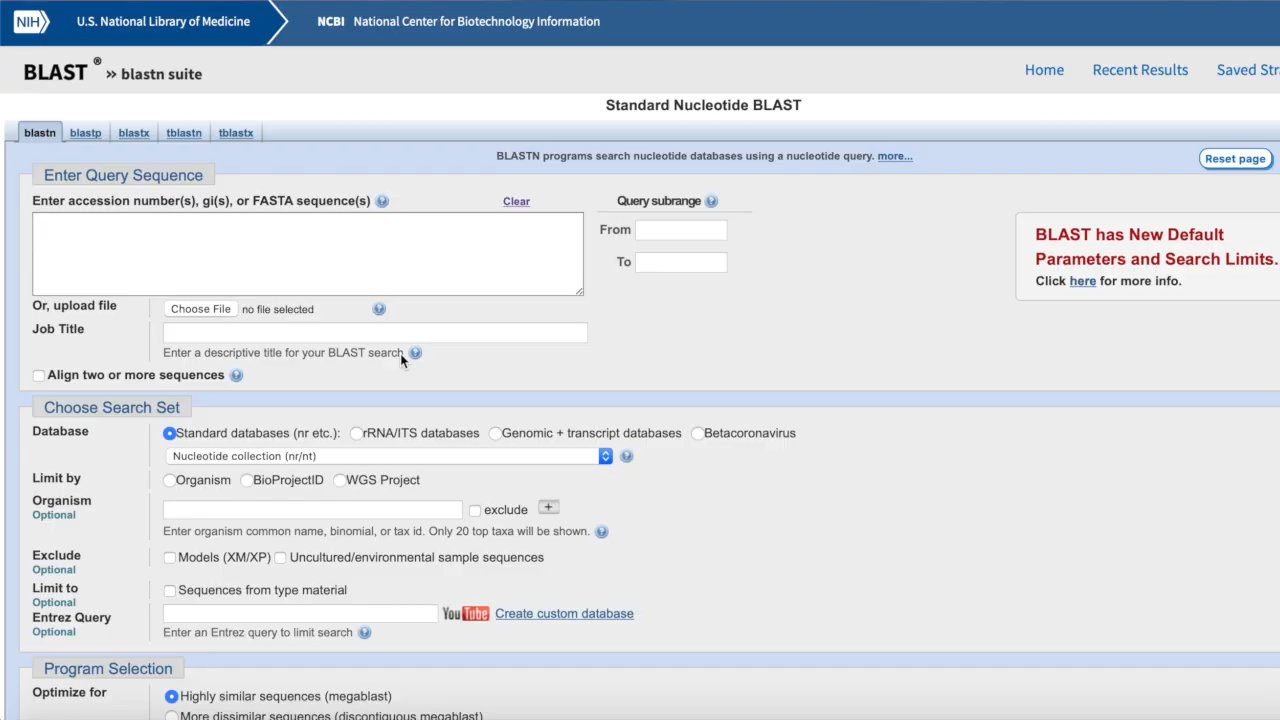 NIH U.S. National Library of Medicine NCBI National Center for Biotechnology Information
BLAST ® » blastn suite Home Recent Results Saved Stra
Standard Nucleotide BLAST
blastn blastp blastx tblastn tblastx
BLASTN programs search nucleotide databases using a nucleotide query. more... Reset page
Enter Query Sequence
Enter accession number(s), gi(s), or FASTA sequence(s) Clear Query subrange
From
To
BLAST has New Default
Parameters and Search Limits.
Click here for more info.
Or, upload file Choose File no file selected
Job Title
Enter a descriptive title for your BLAST search
Align two or more sequences
Choose Search Set
Database Standard databases (nr etc.): rRNA/ITS databases Genomic + transcript databases Betacoronavirus
Nucleotide collection (nr/nt)
Limit by Organism BioProjectID WGS Project
Organism
Optional exclude +
Enter organism common name, binomial, or tax id. Only 20 top taxa will be shown.
Exclude Models (XM/XP) Uncultured/environmental sample sequences
Optional
Limit to Sequences from type material
Optional
Entrez Query YouTube Create custom database
Optional Enter an Entrez query to limit search
Program Selection
Optimize for Highly similar sequences (megablast)
More dissimilar sequences (discontiguous megablast)